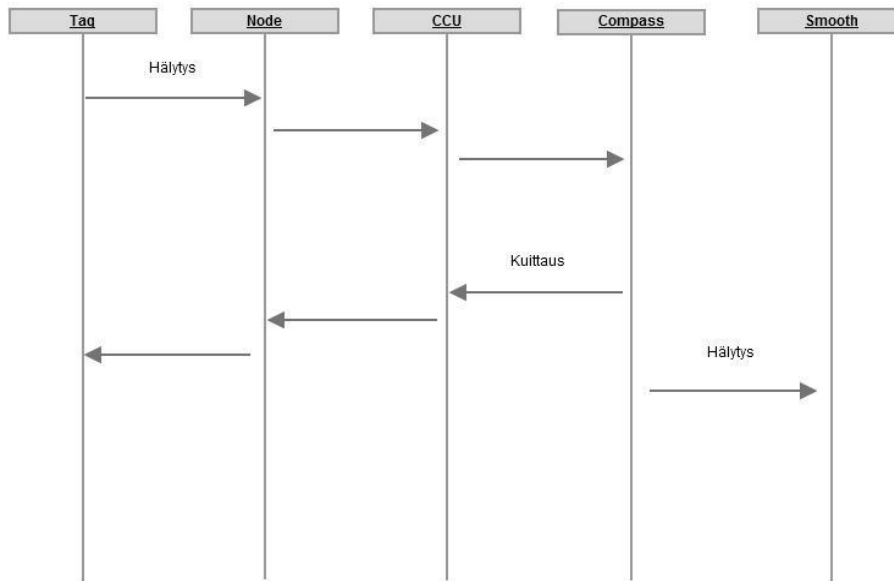 Tag
Node
CCU
Compass
Smooth
Hälytys
Kuittaus
Hälytys